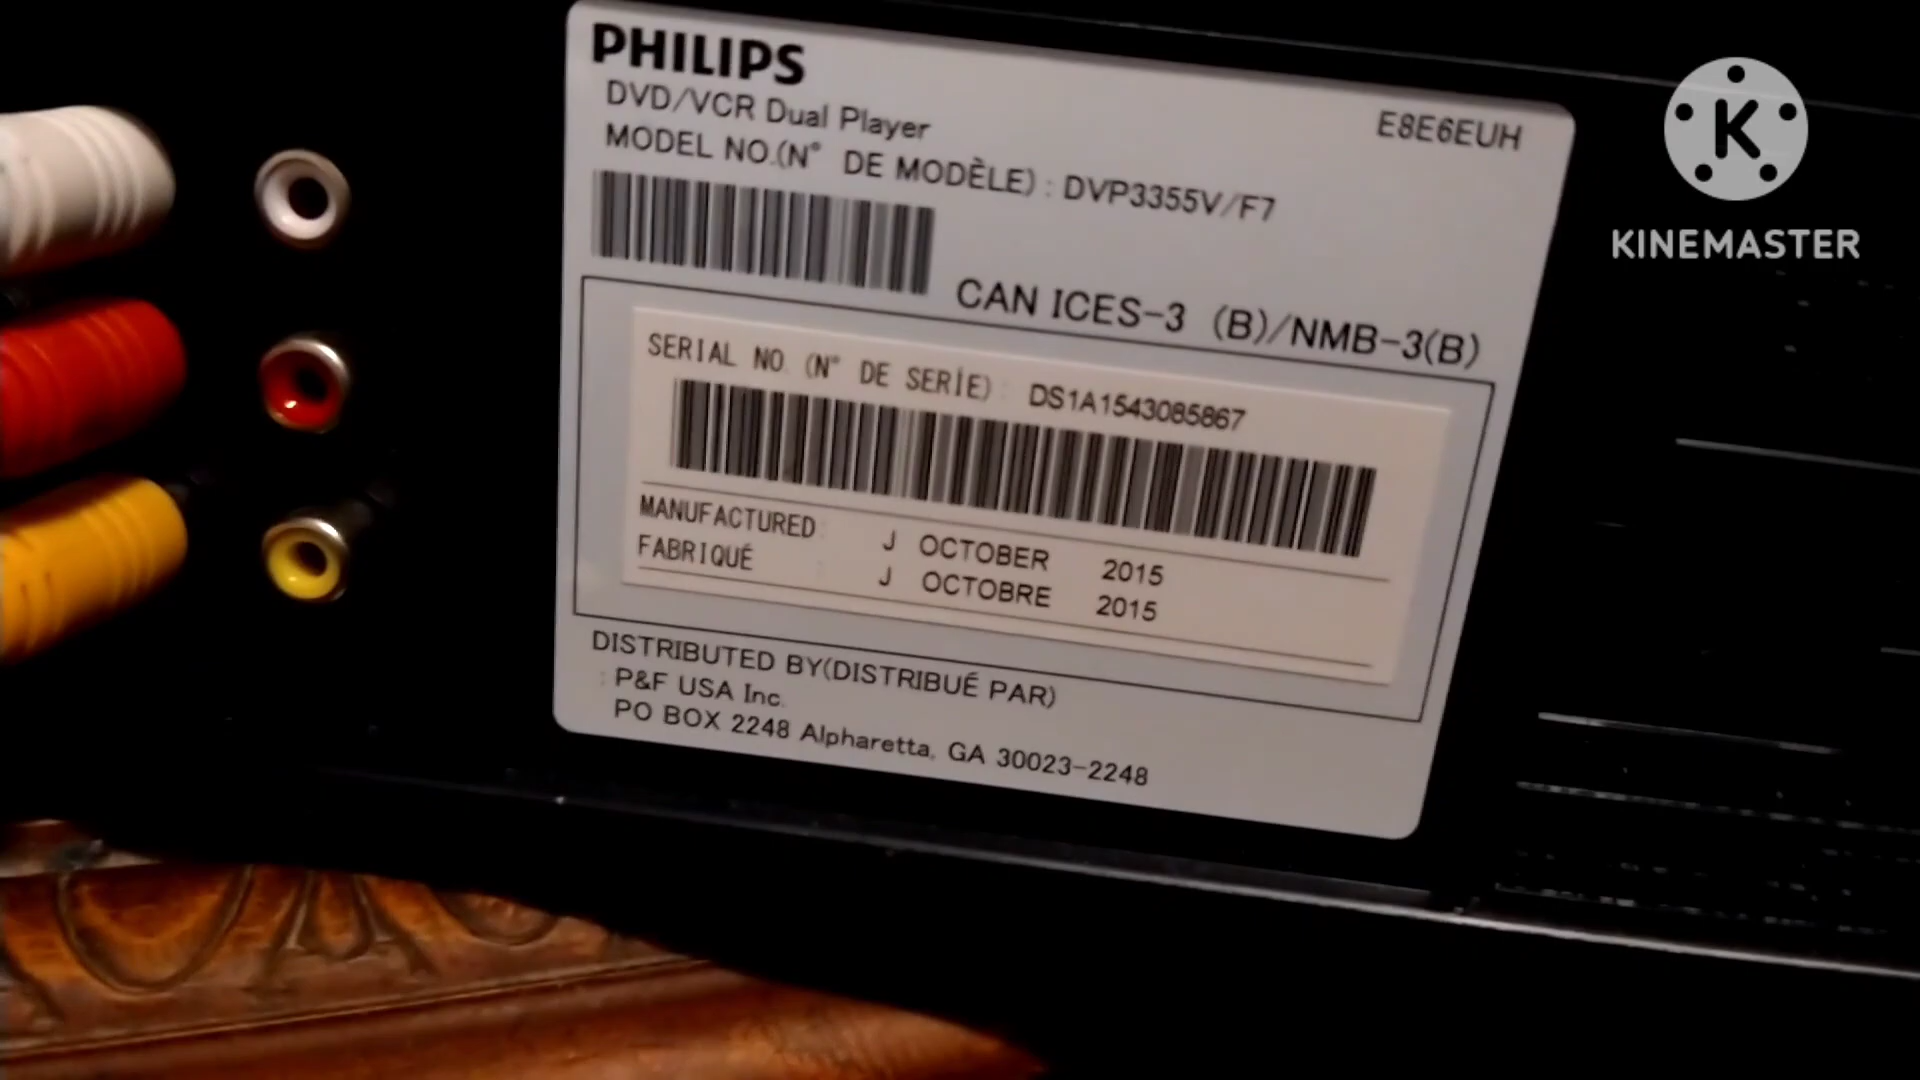 PHILIPS
DVD/VCR Dual Player
E8E6EUH
MODEL NO.(N° DE MODÈLE) : DVP3355V/F7
CAN ICES-3 (B)/NMB-3(B)
SERIAL NO. (N° DE SERÍE) : DS1A1543085867
MANUFACTURED: J OCTOBER 2015
FABRIQUÉ : J OCTOBRE 2015
DISTRIBUTED BY(DISTRIBUÉ PAR)
: P&F USA Inc.
PO BOX 2248 Alpharetta, GA 30023-2248
K
KINEMASTER